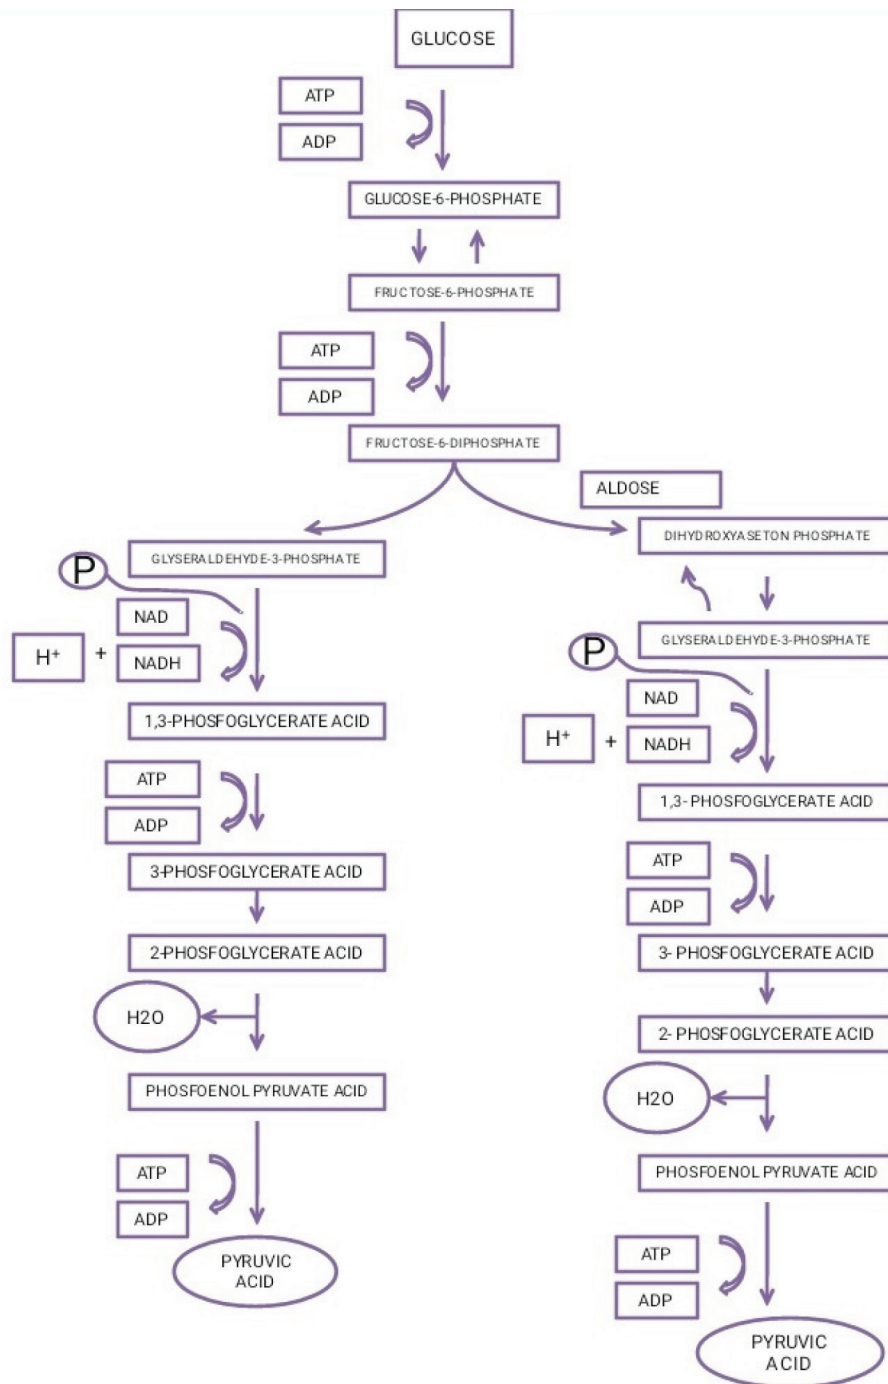 GLUCOSE
ATP
ADP
GLUCOSE-6-PHOSPHATE
FRUCTOSE-6-PHOSPHATE
ATP
ADP
FRUCTOSE-6-DIPHOSPHATE
ALDOSE
GLYSERALDEHYDE-3-PHOSPHATE
P
NAD
H⁺ + NADH
1,3-PHOSFOGLYCERATE ACID
ATP
ADP
3-PHOSFOGLYCERATE ACID
2-PHOSFOGLYCERATE ACID
H2O
PHOSFOENOL PYRUVATE ACID
ATP
ADP
PYRUVIC
ACID
DIHYDROXYASETON PHOSPHATE
GLYSERALDEHYDE-3-PHOSPHATE
P
NAD
H⁺ + NADH
1,3- PHOSFOGLYCERATE ACID
ATP
ADP
3- PHOSFOGLYCERATE ACID
2- PHOSFOGLYCERATE ACID
H2O
PHOSFOENOL PYRUVATE ACID
ATP
ADP
PYRUVIC
ACID